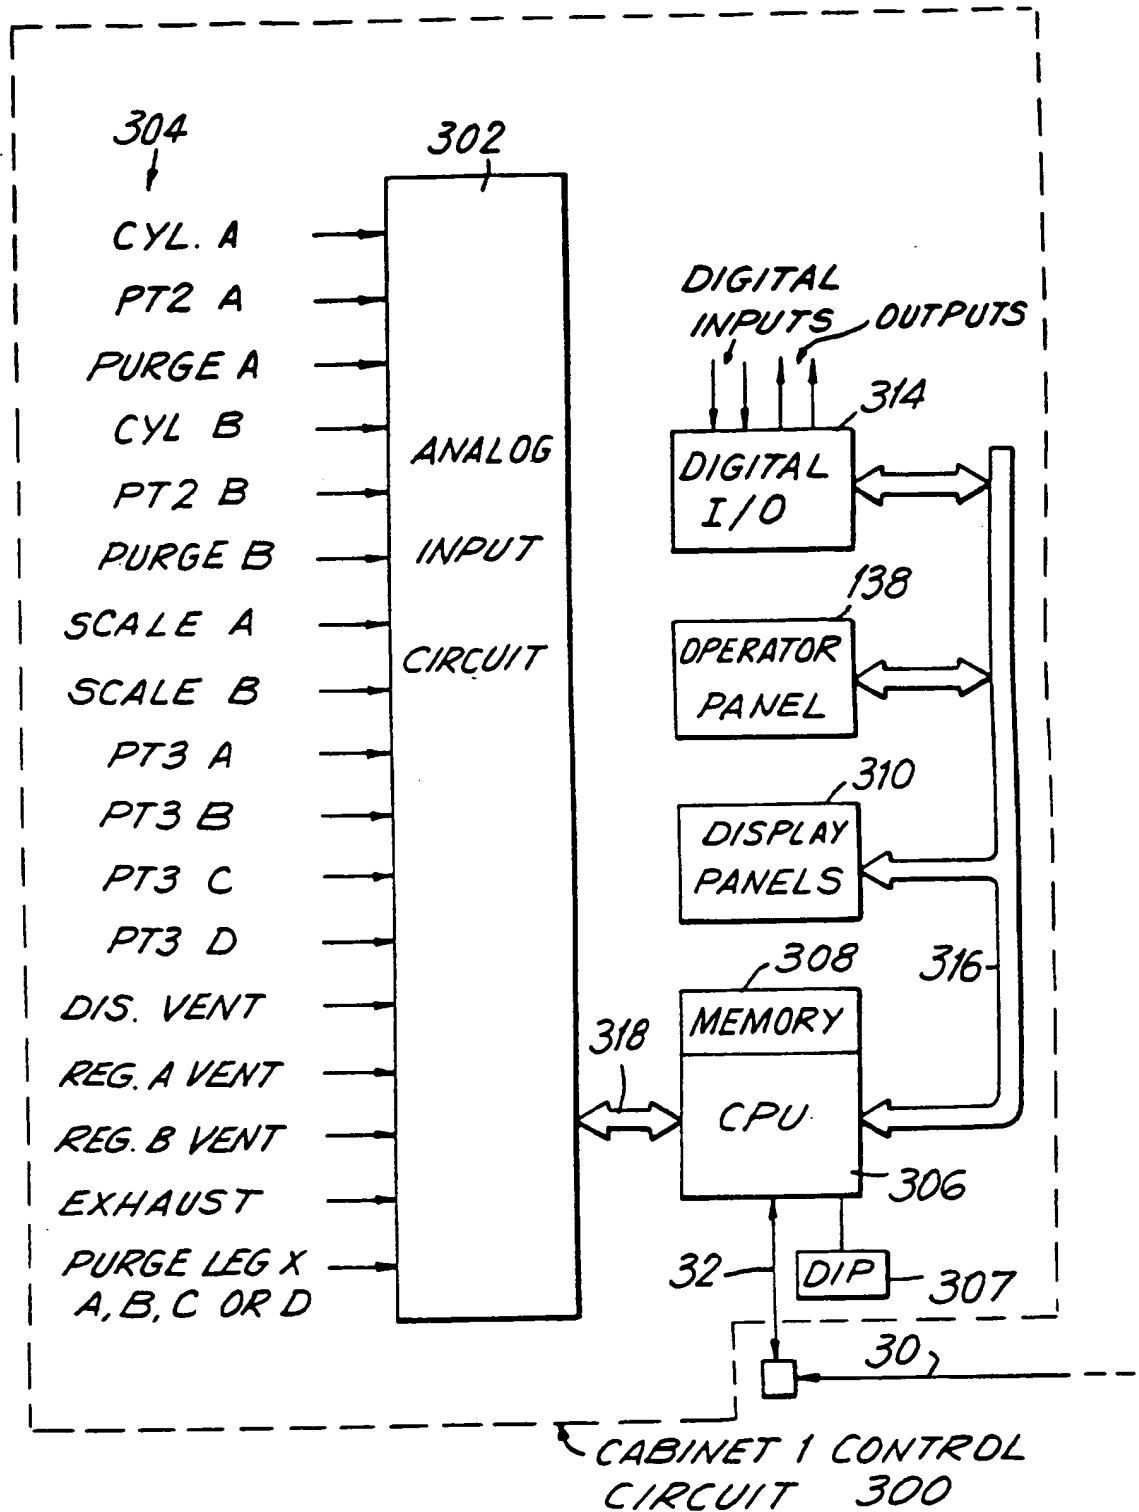 304
302
CYL. A
PT2 A
PURGE A
CYL B
PT2 B
PURGE B
SCALE A
SCALE B
PT3 A
PT3 B
PT3 C
PT3 D
DIS. VENT
REG. A VENT
REG. B VENT
EXHAUST
PURGE LEG X
A, B, C OR D
ANALOG
INPUT
CIRCUIT
DIGITAL
INPUTS
OUTPUTS
314
DIGITAL
I/O
138
OPERATOR
PANEL
310
DISPLAY
PANELS
316
308
MEMORY
318
CPU
306
32
DIP
307
30
CABINET 1 CONTROL
CIRCUIT 300